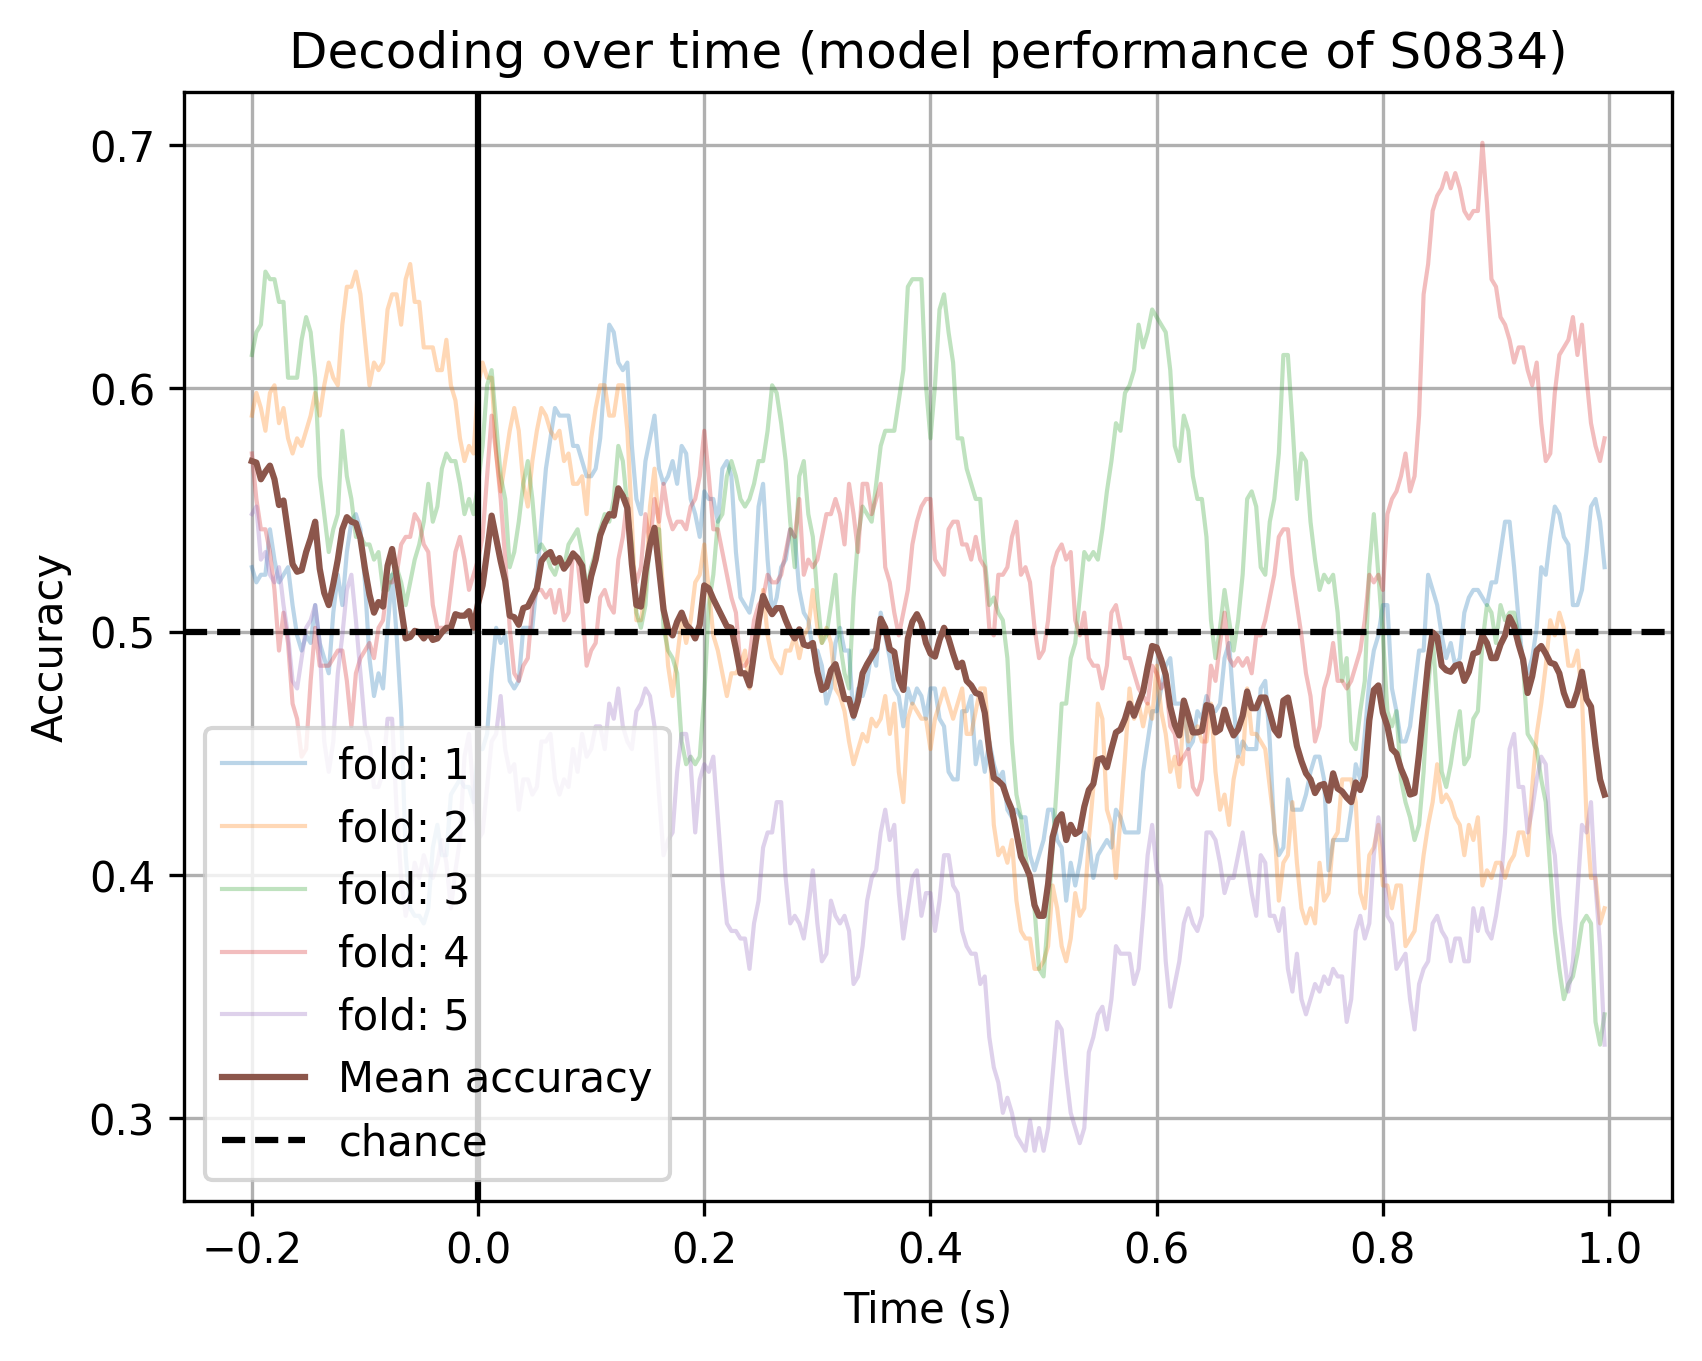 Decoding over time (model performance of S0834)
Accuracy
0.7
0.6
0.5
0.4
0.3
fold: 1
fold: 2
fold: 3
fold: 4
fold: 5
Mean accuracy
chance
−0.2 0.0 0.2 0.4 0.6 0.8 1.0
Time (s)